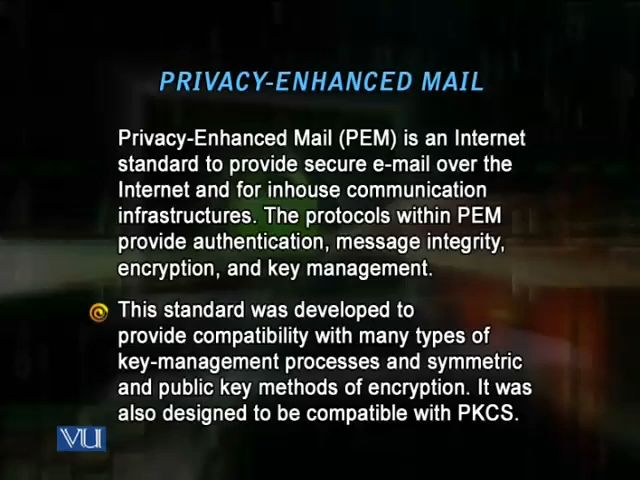 PRIVACY-ENHANCED MAIL
Privacy-Enhanced Mail (PEM) is an Internet
standard to provide secure e-mail over the
Internet and for inhouse communication
infrastructures. The protocols within PEM
provide authentication, message integrity,
encryption, and key management.
This standard was developed to
provide compatibility with many types of
key-management processes and symmetric
and public key methods of encryption. It was
also designed to be compatible with PKCS.
VU